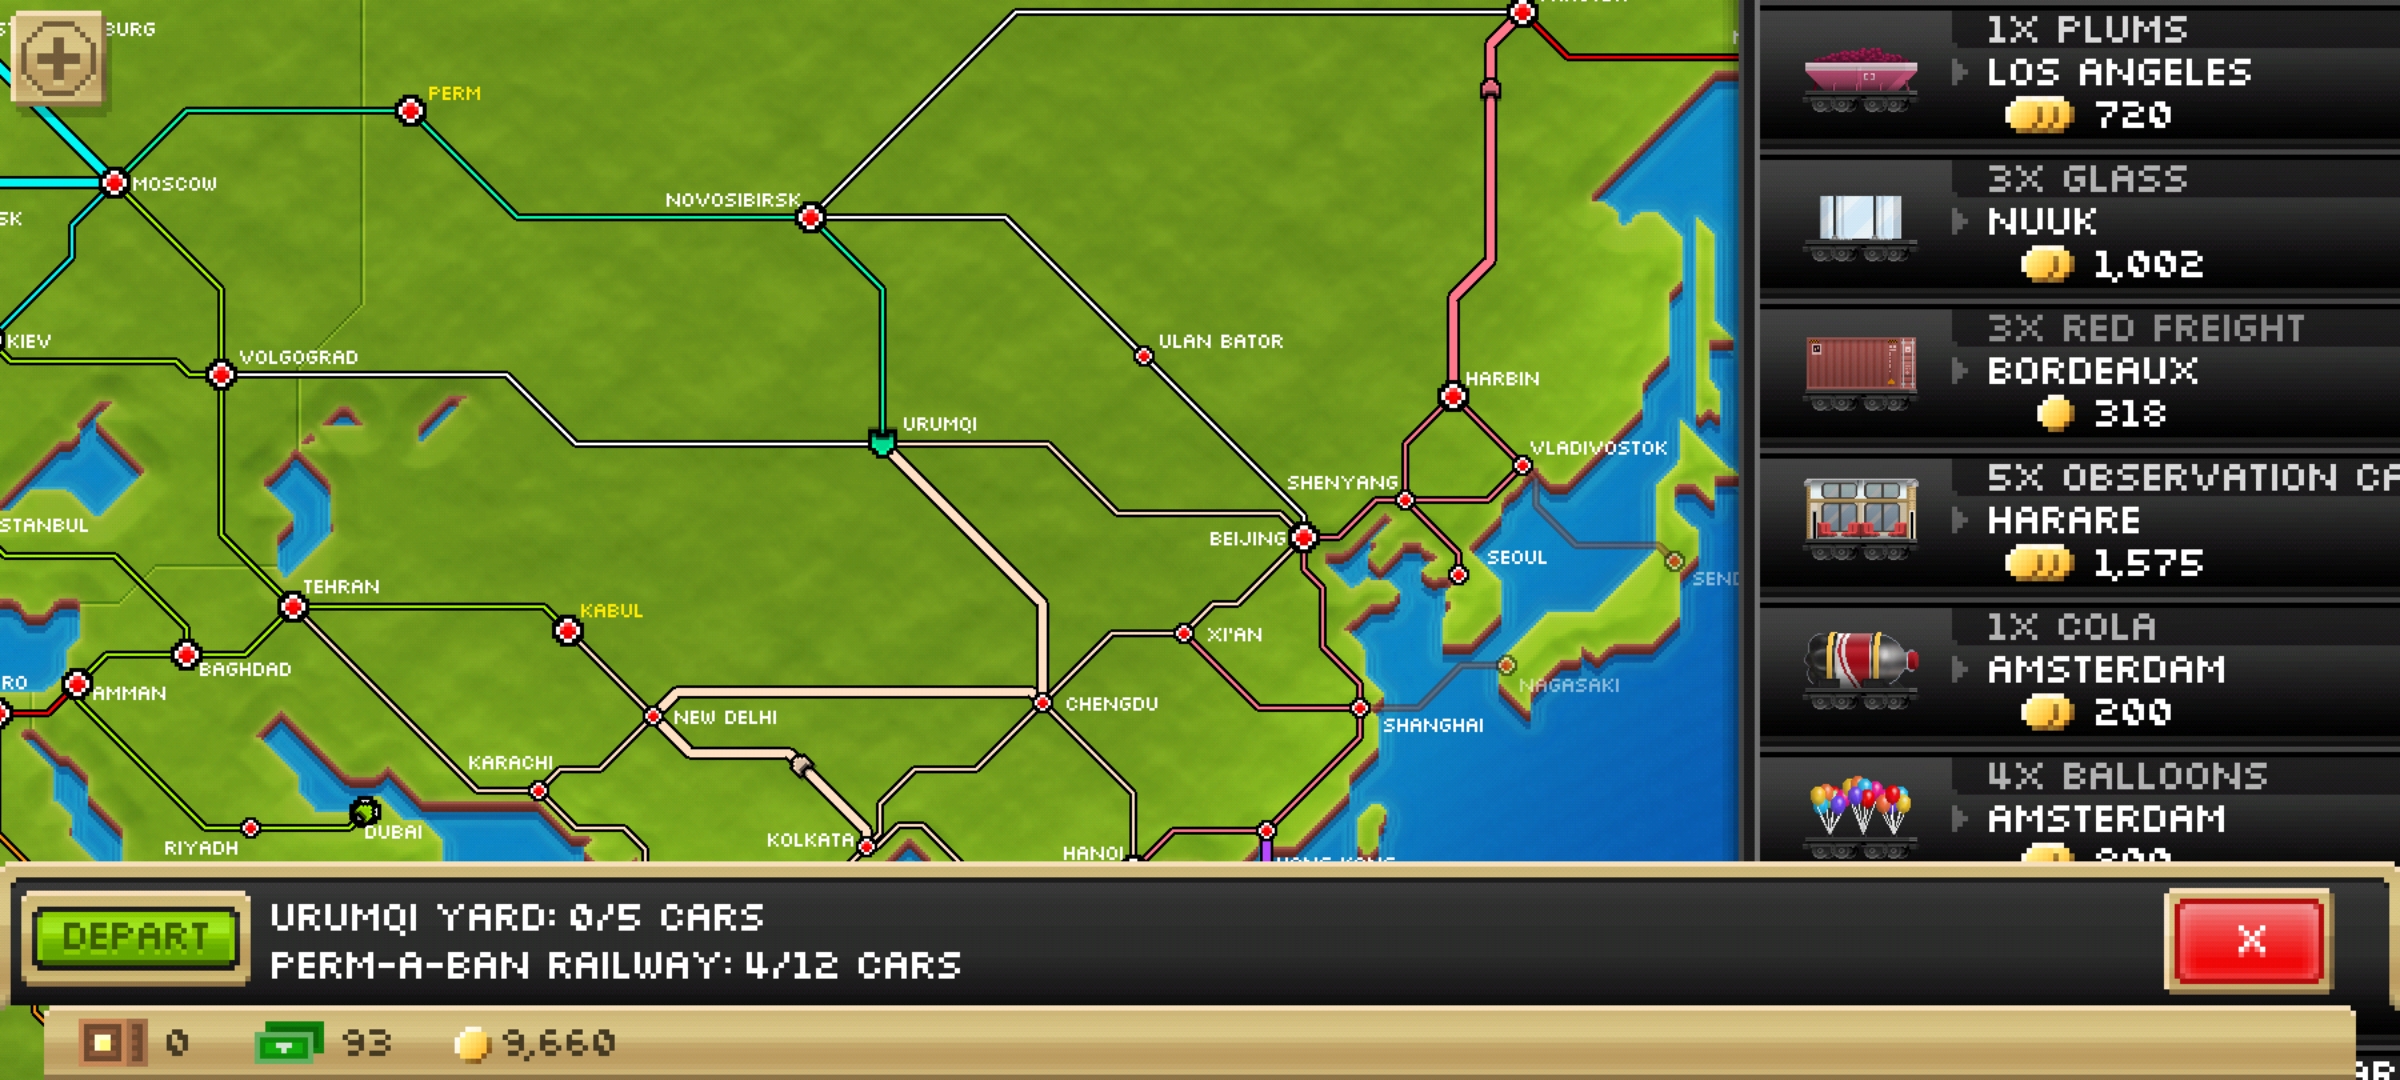 BURG
PERM
MOSCOW
NOVOSIBIRSK
SK
KIEV
VOLGOGRAD
ULAN BATOR
HARBIN
URUMQI
VLADIVOSTOK
SHENYANG
STANBUL
BEIJING
SEOUL
SEND
TEHRAN
KABUL
XI'AN
BAGHDAD
RO
AMMAN
NAGASAKI
CHENGDU
NEW DELHI
SHANGHAI
KARACHI
DUBAI
KOLKATA
RIYADH
HANOI
HONG KONG
1X PLUMS
LOS ANGELES
720
3X GLASS
NUUK
1,002
3X RED FREIGHT
BORDEAUX
318
5X OBSERVATION CA
HARARE
1,575
1X COLA
AMSTERDAM
200
4X BALLOONS
AMSTERDAM
DEPART
URUMQI YARD: 0/5 CARS
PERM-A-BAN RAILWAY: 4/12 CARS
X
0
93
9,660